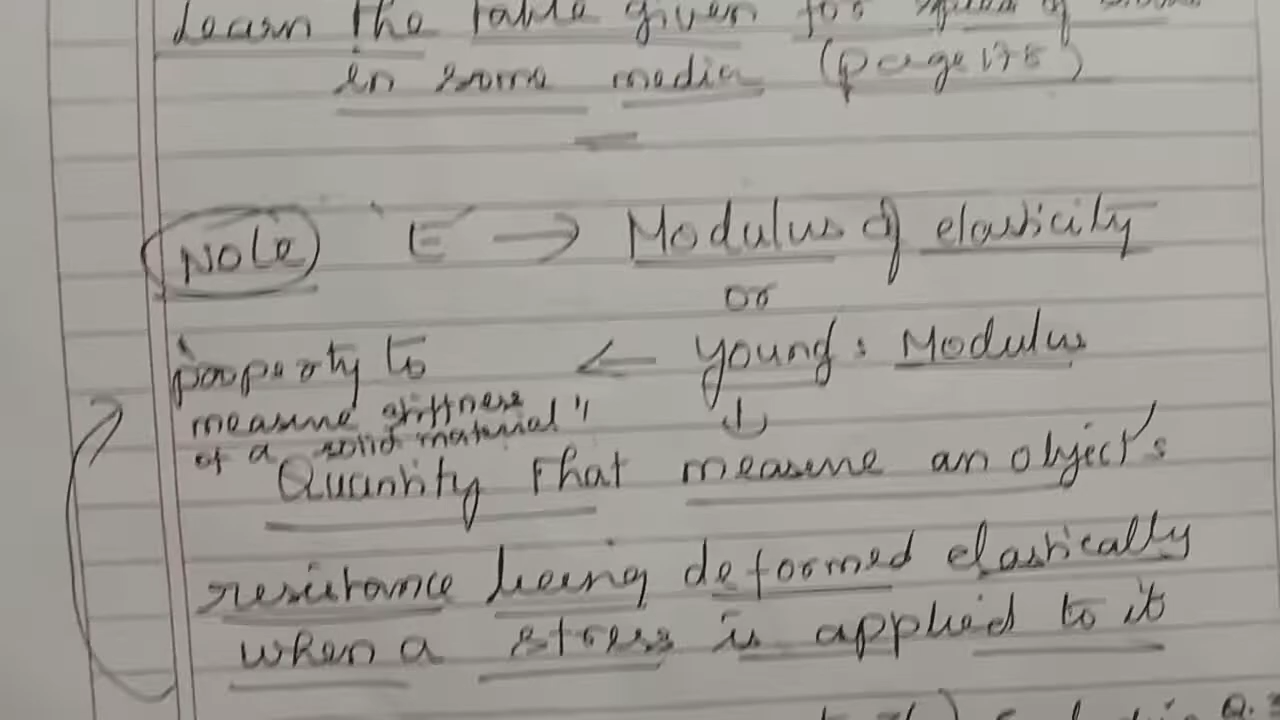 Learn the table given for speed of
in some media (page 178)
Note E → Modulus of elasticity
or
property to ← Young's Modulus
measure stiffness
of a solid material"
↓
Quantity that measure an object's
resistance being deformed elastically
when a stress is applied to it